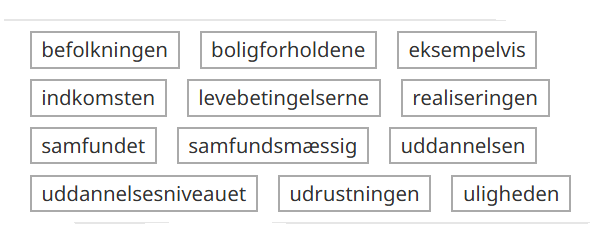 befolkningen boligforholdene eksempelvis
indkomsten levebetingelserne realiseringen
samfundet samfundsmæssig uddannelsen
uddannelsesniveauet udrustningen uligheden